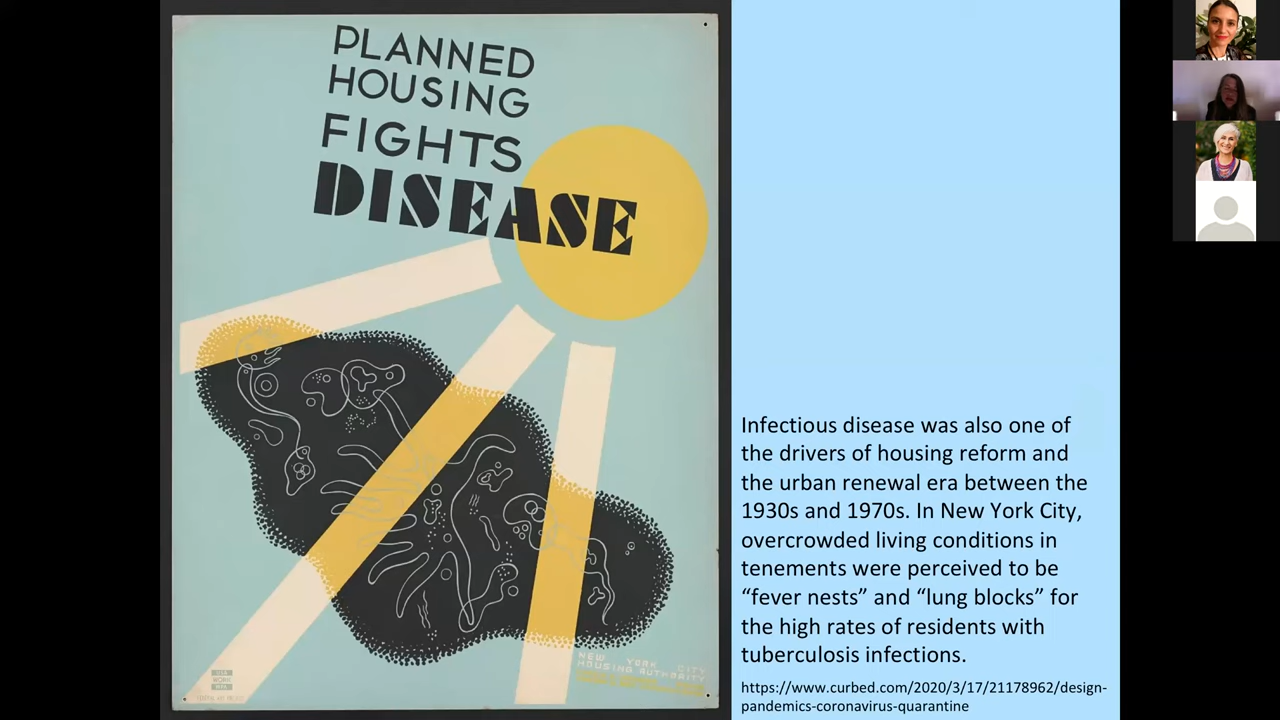 PLANNED
HOUSING
FIGHTS
DISEASE
NEW YORK CITY
HOUSING AUTHORITY
Infectious disease was also one of
the drivers of housing reform and
the urban renewal era between the
1930s and 1970s. In New York City,
overcrowded living conditions in
tenements were perceived to be
“fever nests” and “lung blocks” for
the high rates of residents with
tuberculosis infections.
https://www.curbed.com/2020/3/17/21178962/design-
pandemics-coronavirus-quarantine